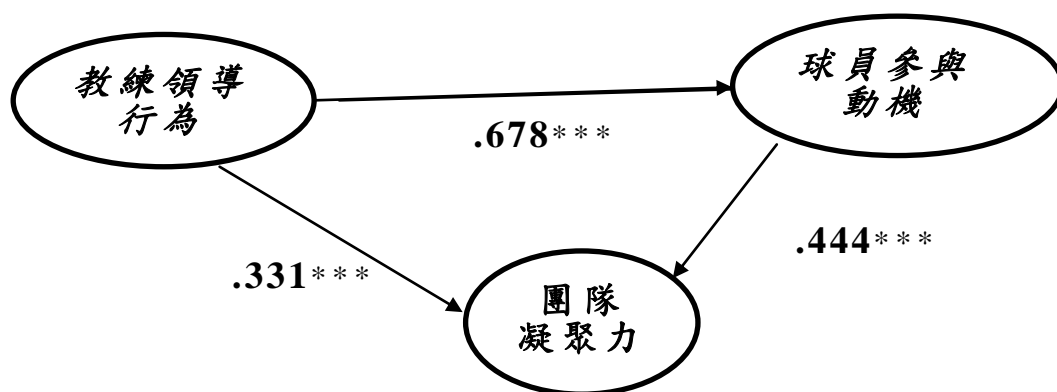 教練領導
行為
球員參與
動機
.678***
.331***
.444***
團隊
凝聚力